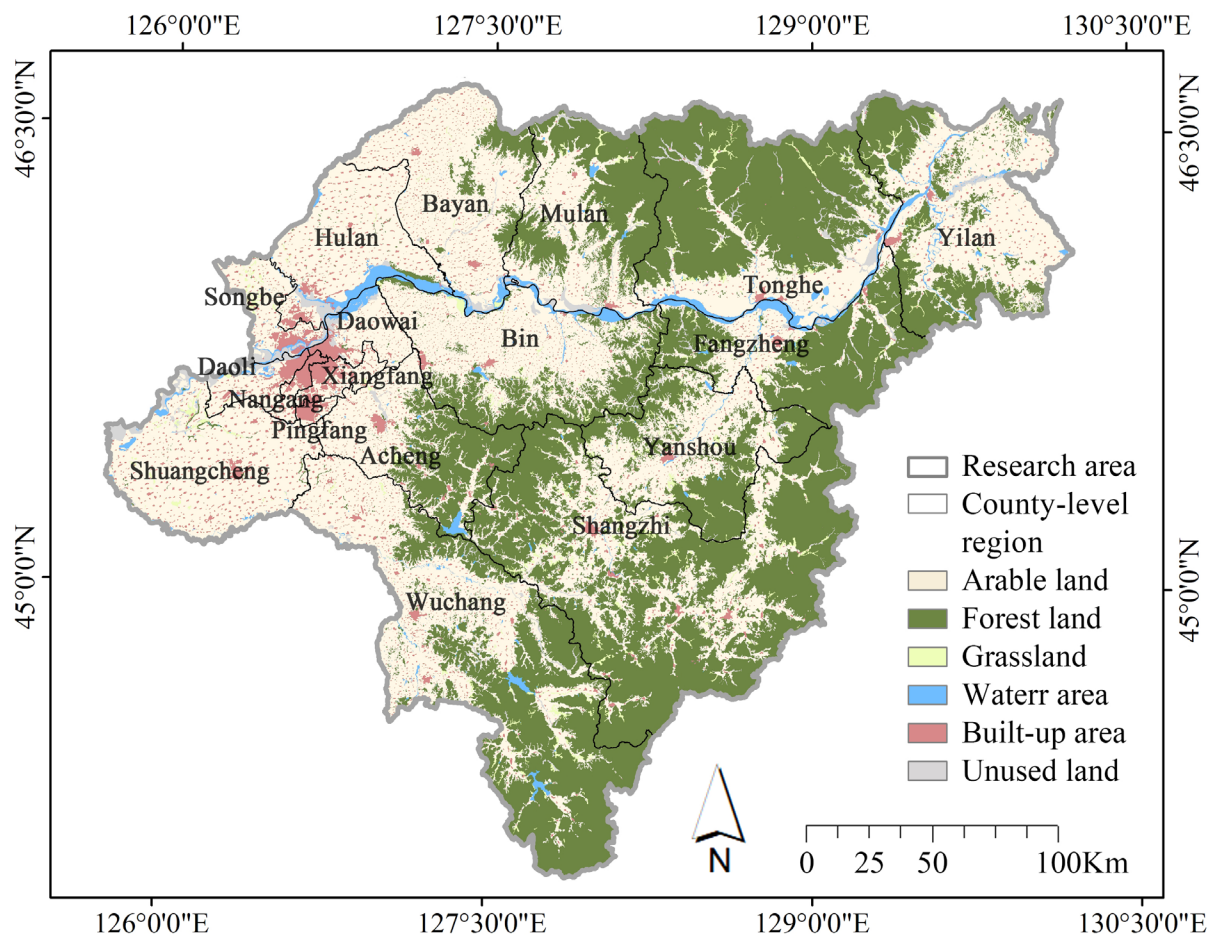 126°0'0"E 127°30'0"E 129°0'0"E 130°30'0"E
46°30'0"N
46°30'0"N
Bayan
Mulan
Hulan
Yilan
Songbe
Tonghe
Daowai
Bin
Fangzheng
Daoli
Xiangfang
Nangang
Pingfang
Yanshou
Acheng
Shuangcheng
Research area
County-level
region
Shangzhi
45°0'0"N
45°0'0"N
Arable land
Wuchang
Forest land
Grassland
Waterr area
Built-up area
Unused land
N
0 25 50 100Km
126°0'0"E 127°30'0"E 129°0'0"E 130°30'0"E